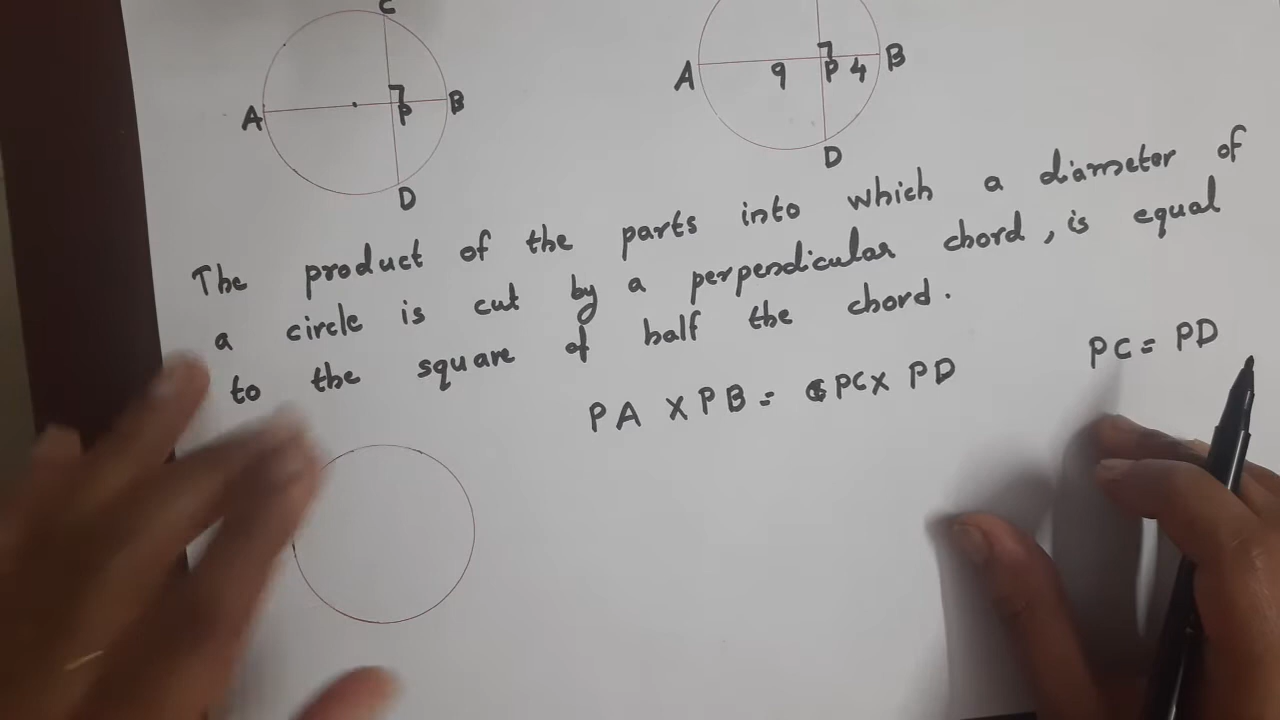 C
A P B
D
A 9 P 4 B
D
The product of the parts into which a diameter of
a circle is cut by a perpendicular chord, is equal
to the square of half the chord.
PA X PB = PC X PD
PC = PD